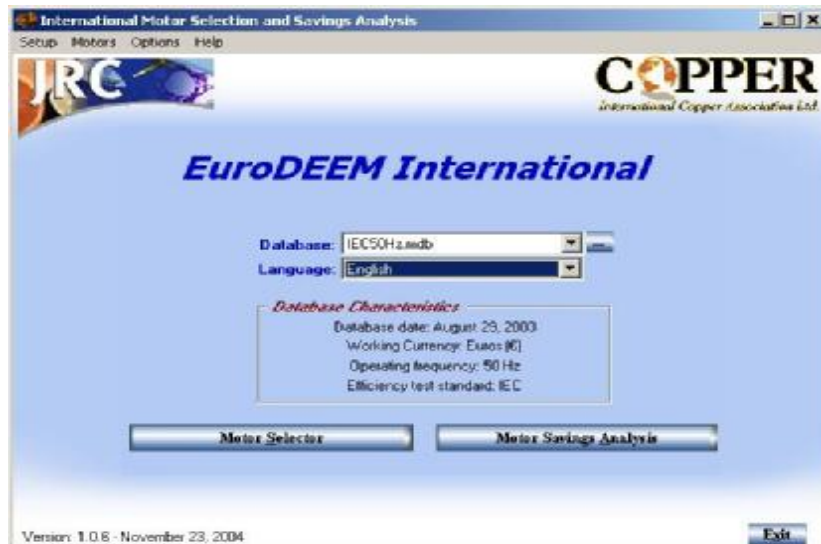 International Motor Selection and Savings Analysis
Setup Motors Options Help
JRC
COPPER
International Copper Association Ltd.
EuroDEEM International
Database: IEC50Hz.mdb
Language: English
Database Characteristics
Database date: August 29, 2003
Working Currency: Euros [€]
Operating frequency: 50 Hz
Efficiency test standard: IEC
Motor Selector Motor Savings Analysis
Version: 1.0.6 - November 23, 2004 Exit